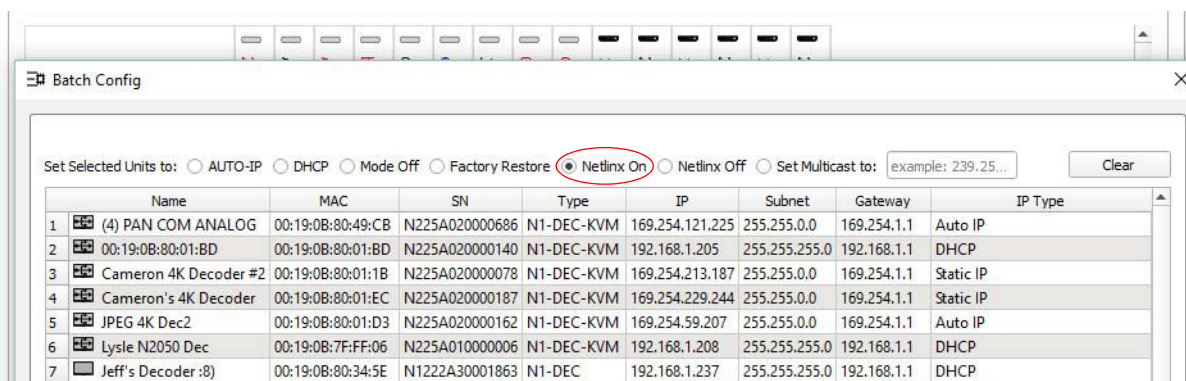 Batch Config
Set Selected Units to: AUTO-IP DHCP Mode Off Factory Restore Netlinx On Netlinx Off Set Multicast to: example: 239.25... Clear
Name MAC SN Type IP Subnet Gateway IP Type
1 (4) PAN COM ANALOG 00:19:0B:80:49:CB N225A020000686 N1-DEC-KVM 169.254.121.225 255.255.0.0 169.254.1.1 Auto IP
2 00:19:0B:80:01:BD 00:19:0B:80:01:BD N225A020000140 N1-DEC-KVM 192.168.1.205 255.255.255.0 192.168.1.1 DHCP
3 Cameron 4K Decoder #2 00:19:0B:80:01:1B N225A020000078 N1-DEC-KVM 169.254.213.187 255.255.0.0 169.254.1.1 Static IP
4 Cameron's 4K Decoder 00:19:0B:80:01:EC N225A020000187 N1-DEC-KVM 169.254.229.244 255.255.0.0 169.254.1.1 Static IP
5 JPEG 4K Dec2 00:19:0B:80:01:D3 N225A020000162 N1-DEC-KVM 169.254.59.207 255.255.0.0 169.254.1.1 Auto IP
6 Lysle N2050 Dec 00:19:0B:7F:FF:06 N225A010000006 N1-DEC-KVM 192.168.1.208 255.255.255.0 192.168.1.1 DHCP
7 Jeff's Decoder :8) 00:19:0B:80:34:5E N1222A30001863 N1-DEC 192.168.1.237 255.255.255.0 192.168.1.1 DHCP